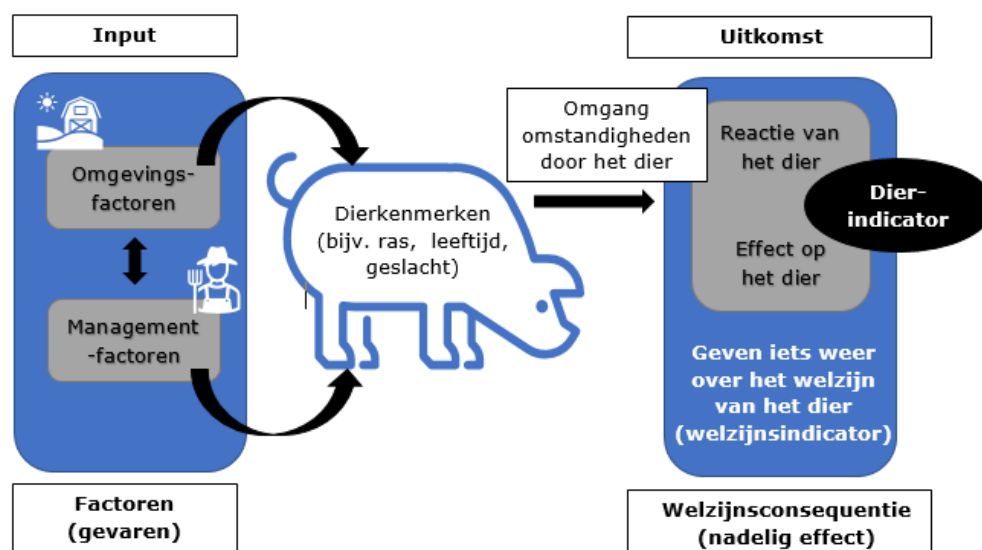 Input
Omgevings-
factoren
Management
-factoren
Factoren
(gevaren)
Dierkenmerken
(bijv. ras, leeftijd,
geslacht)
Omgang
omstandigheden
door het dier
Uitkomst
Reactie van
het dier
Dier-
indicator
Effect op
het dier
Geven iets weer
over het welzijn
van het dier
(welzijnsindicator)
Welzijnsconsequentie
(nadelig effect)